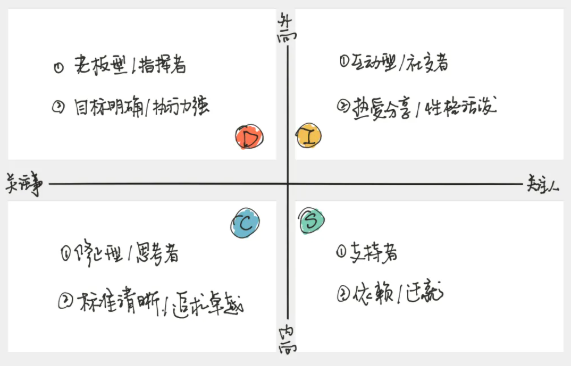 外向
① 老板型/指挥者
② 目标明确/执行力强
D
①互动型/社交者
②热爱分享/性格活泼
I
关注事
关注人
C
①修正型/思考者
②标准清晰/追求卓越
S
①支持者
②依赖/迁就
内向